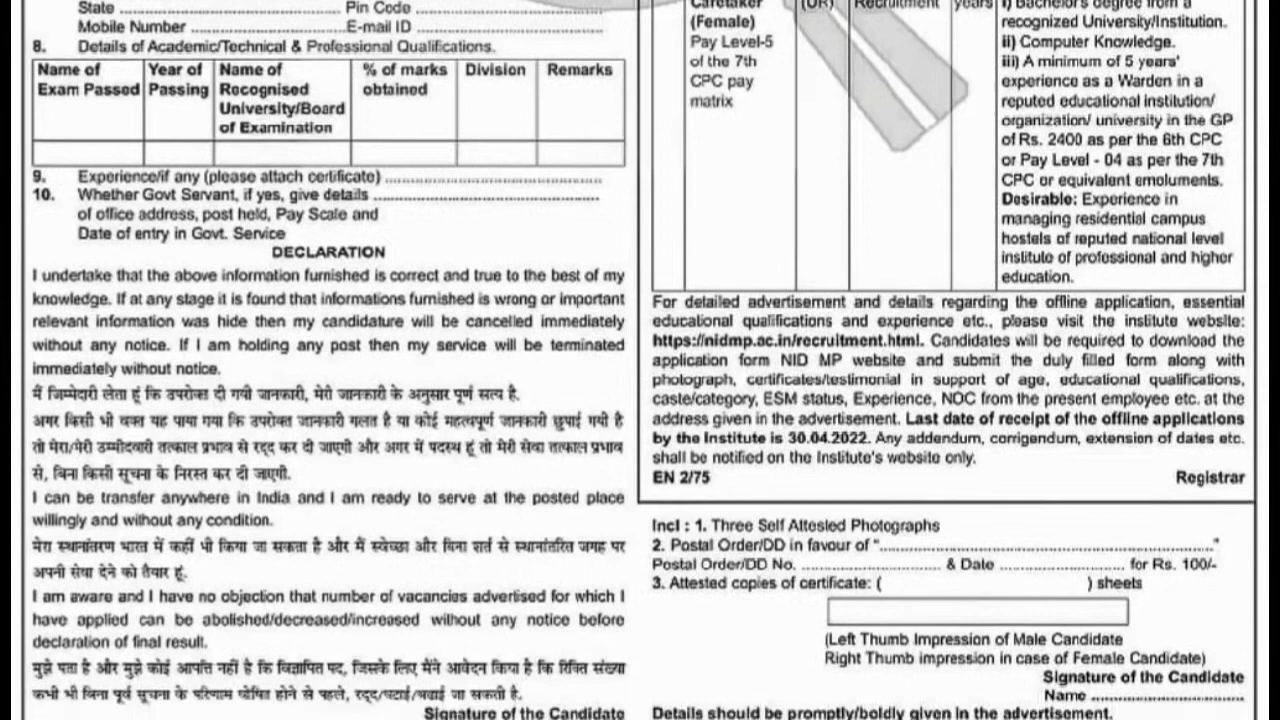 State ........................... Pin Code ........................................
Mobile Number .......................... E-mail ID ........................................
8. Details of Academic/Technical & Professional Qualifications.
Name of Exam Passed
Year of Passing
Name of Recognised University/Board of Examination
% of marks obtained
Division
Remarks
9. Experience/if any (please attach certificate) ..............................................
10. Whether Govt Servant, if yes, give details ................................................
of office address, post held, Pay Scale and
Date of entry in Govt. Service
DECLARATION
I undertake that the above information furnished is correct and true to the best of my
knowledge. If at any stage it is found that informations furnished is wrong or important
relevant information was hide then my candidature will be cancelled immediately
without any notice. If I am holding any post then my service will be terminated
immediately without notice.
मैं जिम्मेदारी लेता हूं कि उपरोक्त दी गयी जानकारी, मेरी जानकारी के अनुसार पूर्ण सत्य है.
अगर किसी भी वक्त यह पाया गया कि उपरोक्त जानकारी गलत है या कोई महत्वपूर्ण जानकारी छुपाई गयी है
तो मेरा/मेरी उम्मीदवारी तत्काल प्रभाव से रद्द कर दी जाएगी और अगर में पदस्थ हूं तो मेरी सेवा तत्काल प्रभाव
से, बिना किसी सूचना के निरस्त कर दी जाएगी.
I can be transfer anywhere in India and I am ready to serve at the posted place
willingly and without any condition.
मेरा स्थानांतरण भारत में कहीं भी किया जा सकता है और मैं स्वेच्छा और बिना शर्त से स्थानांतरित जगह पर
अपनी सेवा देने को तैयार हूं.
I am aware and I have no objection that number of vacancies advertised for which I
have applied can be abolished/decreased/increased without any notice before
declaration of final result.
मुझे पता है और मुझे कोई आपत्ति नहीं है कि विज्ञापित पद, जिसके लिए मैंने आवेदन किया है कि रिक्ति संख्या
कभी भी बिना पूर्व सूचना के परिणाम घोषित होने से पहले, रद्द/घटाई/बढाई जा सकती है.
Signature of the Candidate
Caretaker
(Female)
Pay Level-5
of the 7th
CPC pay
matrix
(OR)
Recruitment
years
i) Bachelor's degree from a
recognized University/Institution.
ii) Computer Knowledge.
iii) A minimum of 5 years'
experience as a Warden in a
reputed educational institution/
organization/ university in the GP
of Rs. 2400 as per the 6th CPC
or Pay Level - 04 as per the 7th
CPC or equivalent emoluments.
Desirable: Experience in
managing residential campus
hostels of reputed national level
institute of professional and higher
education.
For detailed advertisement and details regarding the offline application, essential
educational qualifications and experience etc., please visit the institute website:
https://nidmp.ac.in/recruitment.html. Candidates will be required to download the
application form NID MP website and submit the duly filled form along with
photograph, certificates/testimonial in support of age, educational qualifications,
caste/category, ESM status, Experience, NOC from the present employee etc. at the
address given in the advertisement. Last date of receipt of the offline applications
by the Institute is 30.04.2022. Any addendum, corrigendum, extension of dates etc.
shall be notified on the Institute's website only.
EN 2/75 Registrar
Incl : 1. Three Self Attested Photographs
2. Postal Order/DD in favour of "......................................................................"
Postal Order/DD No. .............................. & Date ............................ for Rs. 100/-
3. Attested copies of certificate: ( ) sheets
(Left Thumb Impression of Male Candidate
Right Thumb impression in case of Female Candidate)
Signature of the Candidate
Name ................................
Details should be promptly/boldly given in the advertisement.